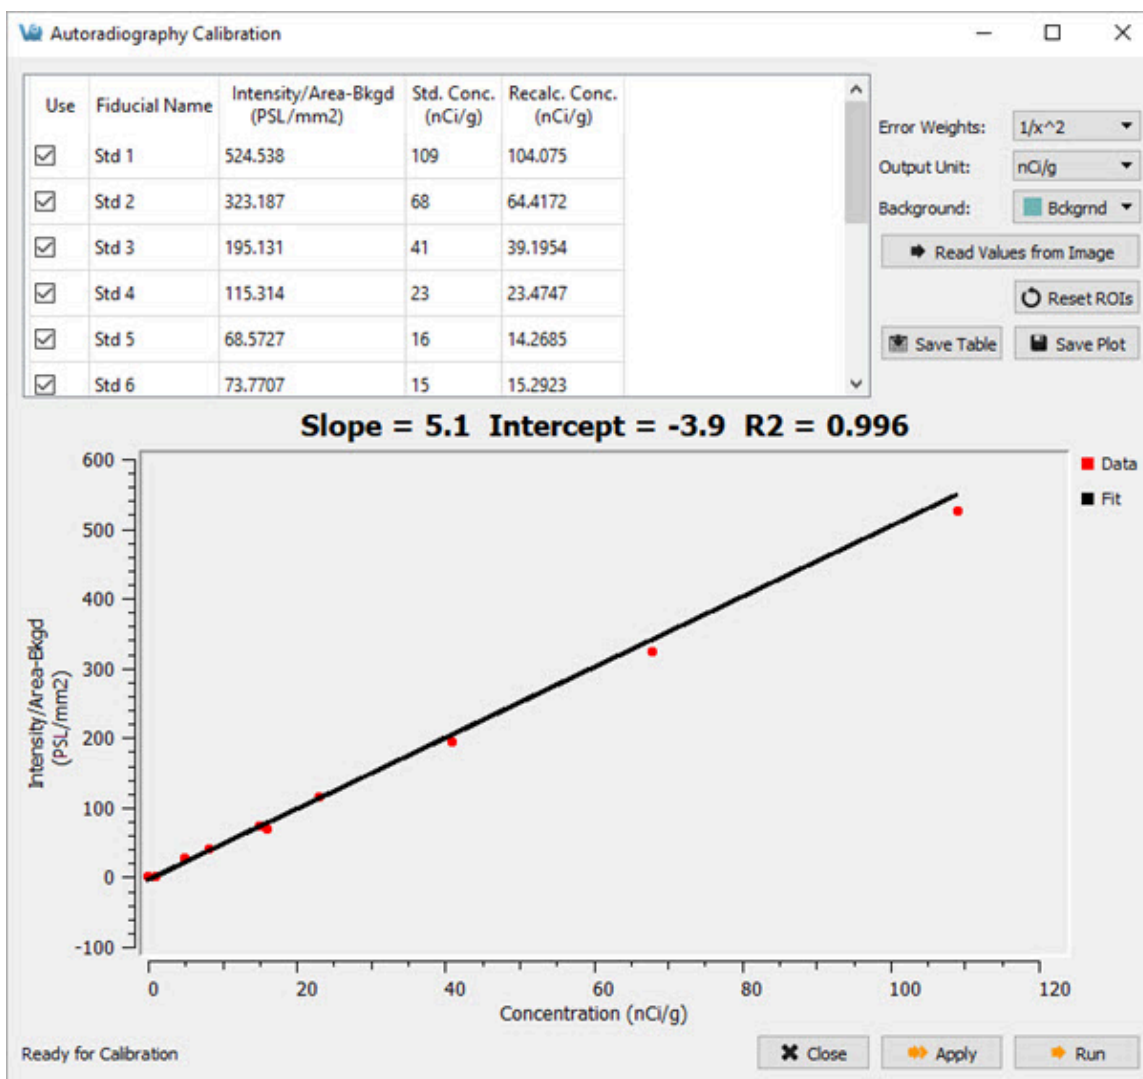 Autoradiography Calibration
Use Fiducial Name Intensity/Area-Bkgd (PSL/mm2) Std. Conc. (nCi/g) Recalc. Conc. (nCi/g)
Std 1 524.538 109 104.075
Std 2 323.187 68 64.4172
Std 3 195.131 41 39.1954
Std 4 115.314 23 23.4747
Std 5 68.5727 16 14.2685
Std 6 73.7707 15 15.2923
Error Weights: 1/x^2
Output Unit: nCi/g
Background: Bckgrnd
Read Values from Image
Reset ROIs
Save Table Save Plot
Slope = 5.1 Intercept = -3.9 R2 = 0.996
Data
Fit
Intensity/Area-Bkgd
(PSL/mm2)
600
500
400
300
200
100
0
-100
0 20 40 60 80 100 120
Concentration (nCi/g)
Ready for Calibration
Close Apply Run